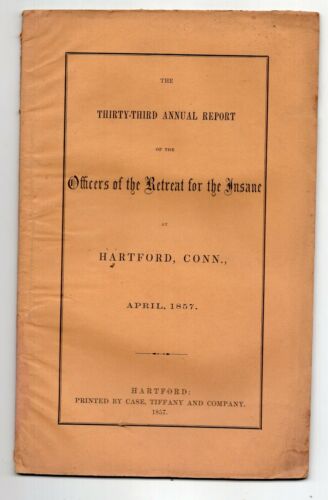 THE
THIRTY-THIRD ANNUAL REPORT
OF THE
Officers of the Retreat for the Insane
AT
HARTFORD, CONN.,
APRIL, 1857.
HARTFORD:
PRINTED BY CASE, TIFFANY AND COMPANY.
1857.